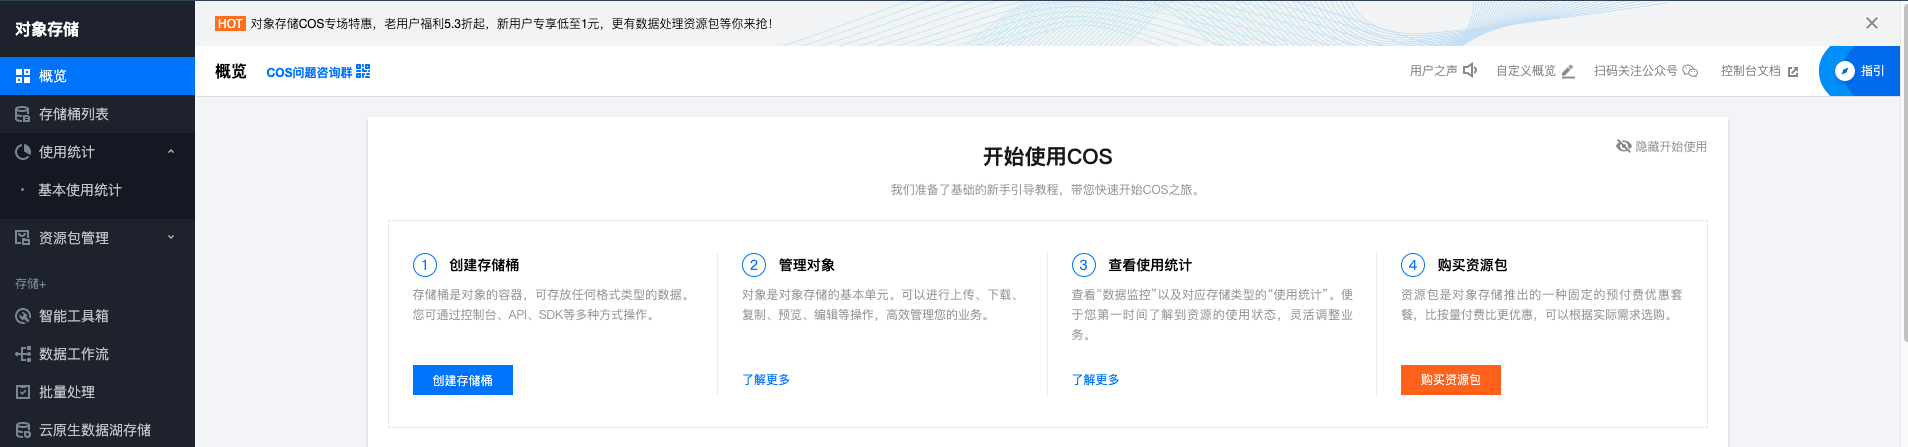 对象存储
概览
存储桶列表
使用统计
基本使用统计
资源包管理
存储+
智能工具箱
数据工作流
批量处理
云原生数据湖存储
HOT 对象存储COS专场特惠，老用户福利5.3折起，新用户专享低至1元，更有数据处理资源包等你来抢！
概览 COS问题咨询群 用户之声 自定义概览 扫码关注公众号 控制台文档 指引
开始使用COS
隐藏开始使用
我们准备了基础的新手引导教程，带您快速开始COS之旅。
1 创建存储桶
存储桶是对象的容器，可存放任何格式类型的数据。
您可通过控制台、API、SDK等多种方式操作。
创建存储桶
2 管理对象
对象是对象存储的基本单元。可以进行上传、下载、
复制、预览、编辑等操作，高效管理您的业务。
了解更多
3 查看使用统计
查看“数据监控”以及对应存储类型的“使用统计”。便
于您第一时间了解到资源的使用状态，灵活调整业
务。
了解更多
4 购买资源包
资源包是对象存储推出的一种固定的预付费优惠套
餐，比按量付费比更优惠，可以根据实际需求选购。
购买资源包